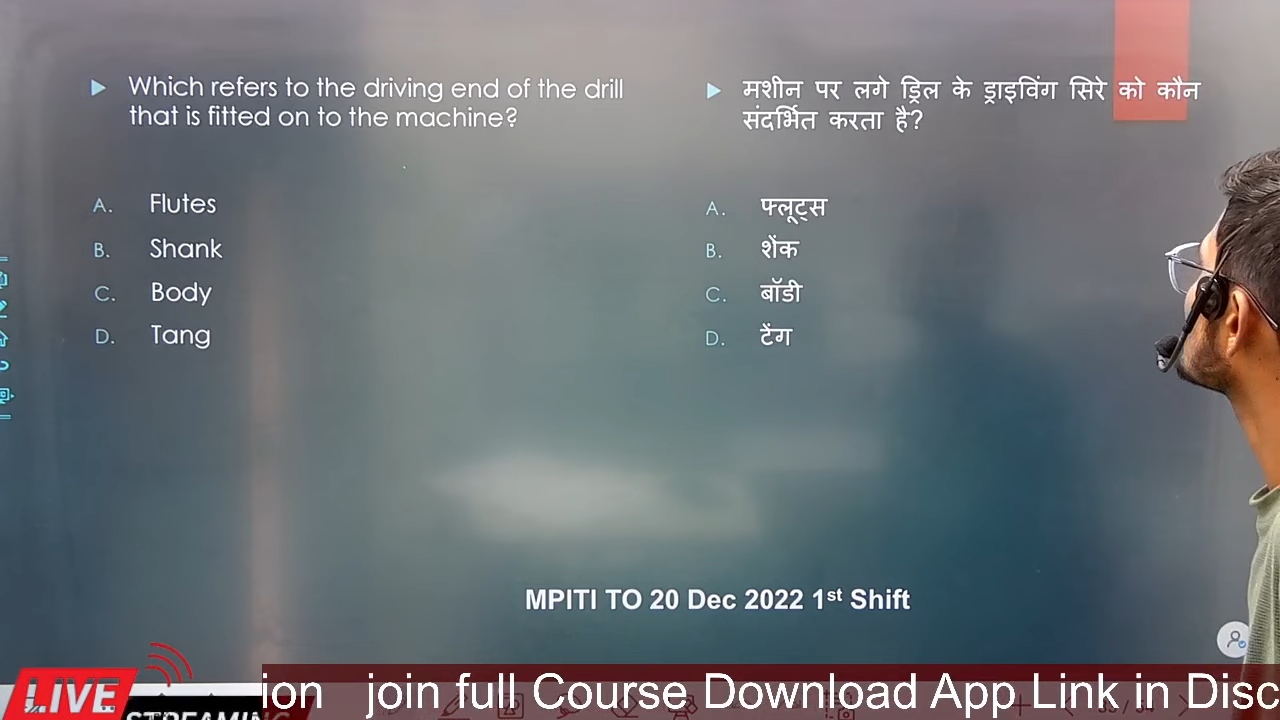 Which refers to the driving end of the drill
that is fitted on to the machine?
A. Flutes
B. Shank
C. Body
D. Tang
मशीन पर लगे ड्रिल के ड्राइविंग सिरे को कौन
संदर्भित करता है?
A. फ्लूट्स
B. शेंक
C. बॉडी
D. टेंग
MPITI TO 20 Dec 2022 1st Shift
LIVE
STREAMING
ion join full Course Download App Link in Disc